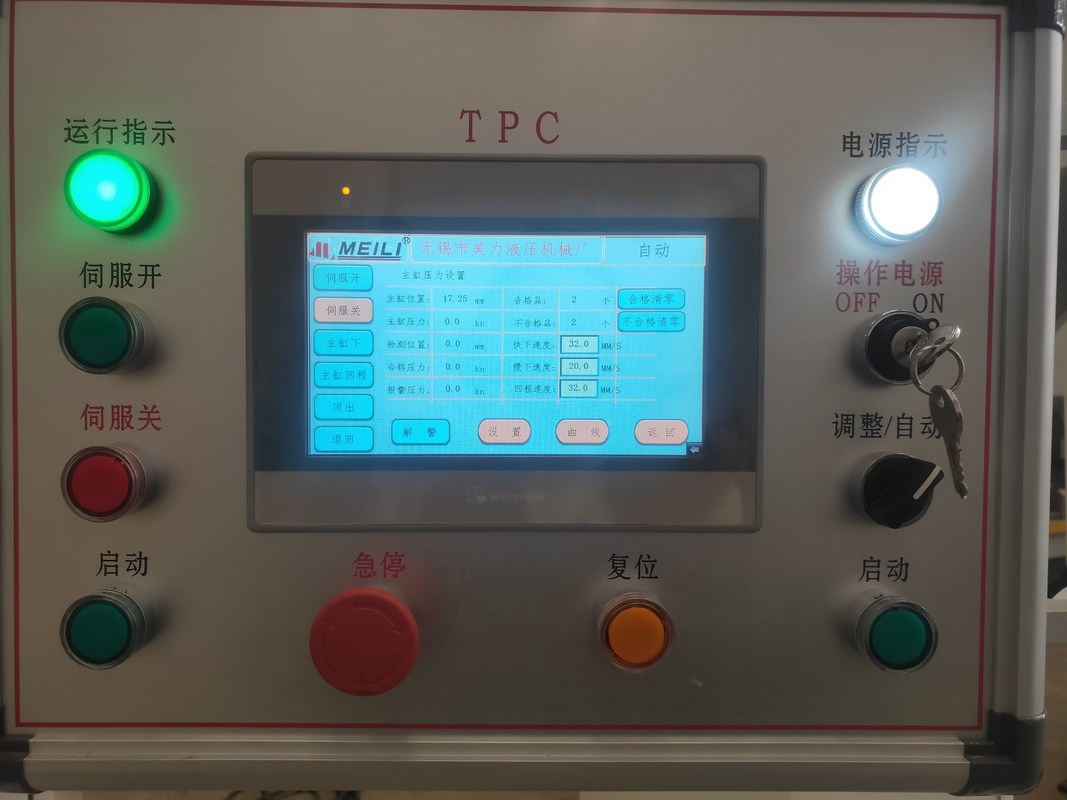 TPC
运行指示
电源指示
伺服开
操作电源
OFF ON
伺服关
调整/自动
启动
急停
复位
启动
MEILI®
无锡市美力液压机械厂
自动
伺服开
主缸压力设置
伺服关
主缸位置: 17.25 mm 合格品: 2 个 合格清零
主缸压力: 0.0 kn 不合格品: 2 个 不合格清零
主缸下
检测位置: 0.0 mm 快下速度: 32.0 MM/S
主缸回程
合格压力: 0.0 kn 慢下速度: 20.0 MM/S
顶出
报警压力: 0.0 kn 回程速度: 32.0 MM/S
退回
解 警
设 置
曲 线
返 回